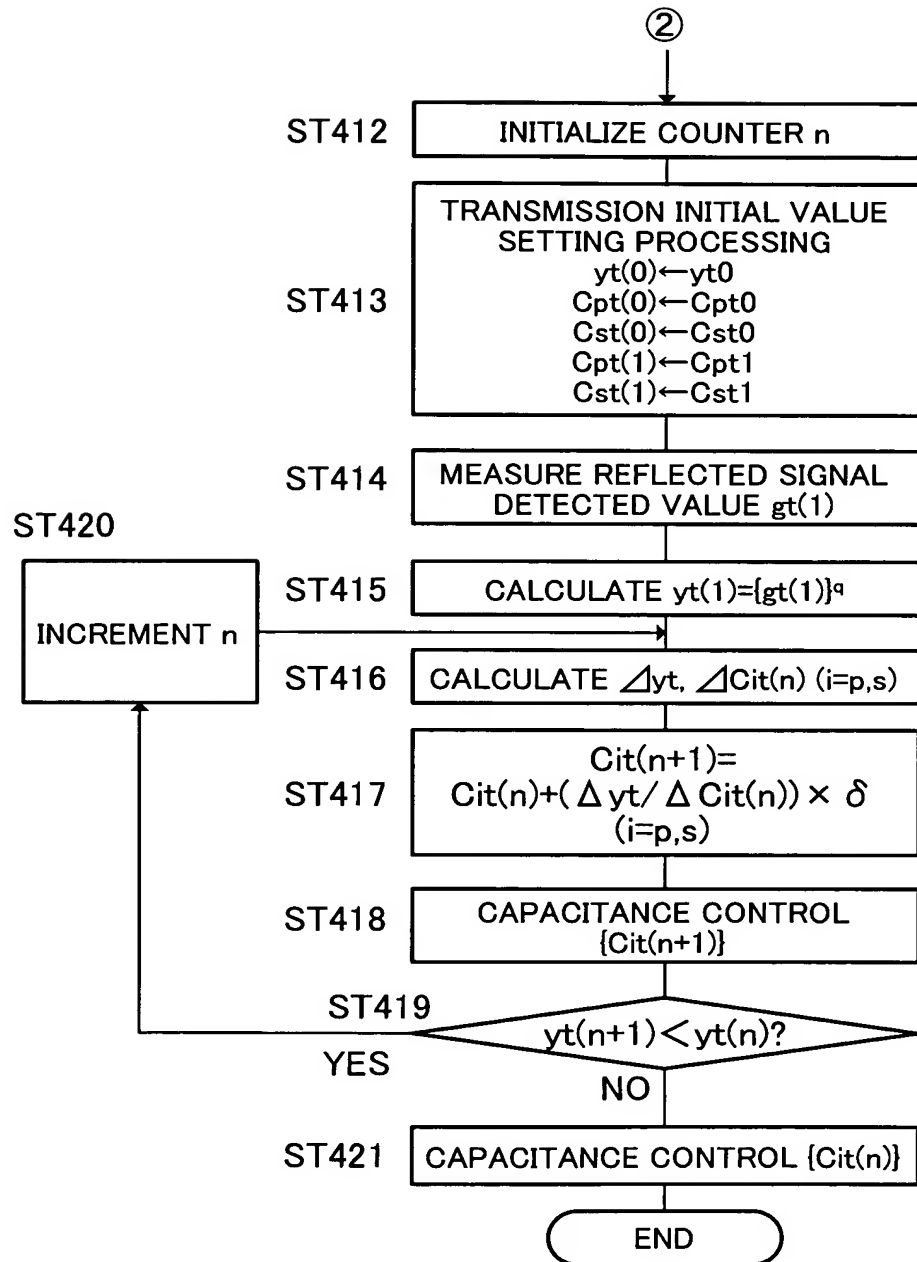 ②
ST412
INITIALIZE COUNTER n
ST413
TRANSMISSION INITIAL VALUE
SETTING PROCESSING
yt(0)←yt0
Cpt(0)←Cpt0
Cst(0)←Cst0
Cpt(1)←Cpt1
Cst(1)←Cst1
ST414
MEASURE REFLECTED SIGNAL
DETECTED VALUE gt(1)
ST420
INCREMENT n
ST415
CALCULATE yt(1)={gt(1)}q
ST416
CALCULATE ⊿yt, ⊿Cit(n) (i=p,s)
ST417
Cit(n+1)=
Cit(n)+(Δyt/ΔCit(n))×δ
(i=p,s)
ST418
CAPACITANCE CONTROL
{Cit(n+1)}
ST419
yt(n+1)<yt(n)?
YES
NO
ST421
CAPACITANCE CONTROL {Cit(n)}
END